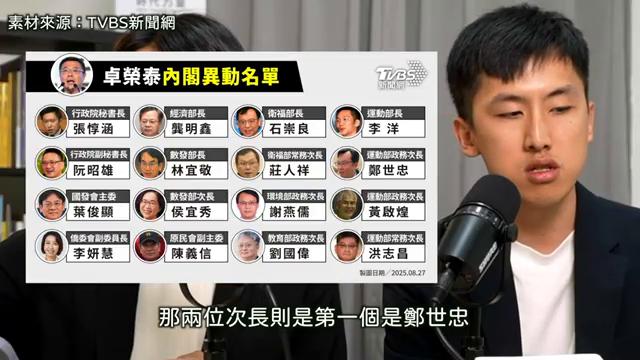 素材來源：TVBS新聞網
卓榮泰內閣異動名單
TVBS
新聞網
行政院秘書長
張惇涵
經濟部長
龔明鑫
衛福部長
石崇良
運動部長
李洋
行政院副秘書長
阮昭雄
數發部長
林宜敬
衛福部常務次長
莊人祥
運動部政務次長
鄭世忠
國發會主委
葉俊顯
數發部次長
侯宜秀
環境部政務次長
謝燕儒
運動部政務次長
黃啟煌
僑委會副委員長
李妍慧
原民會副主委
陳義信
教育部政務次長
劉國偉
運動部常務次長
洪志昌
製圖日期／2025.08.27
那兩位次長則是第一個是鄭世忠